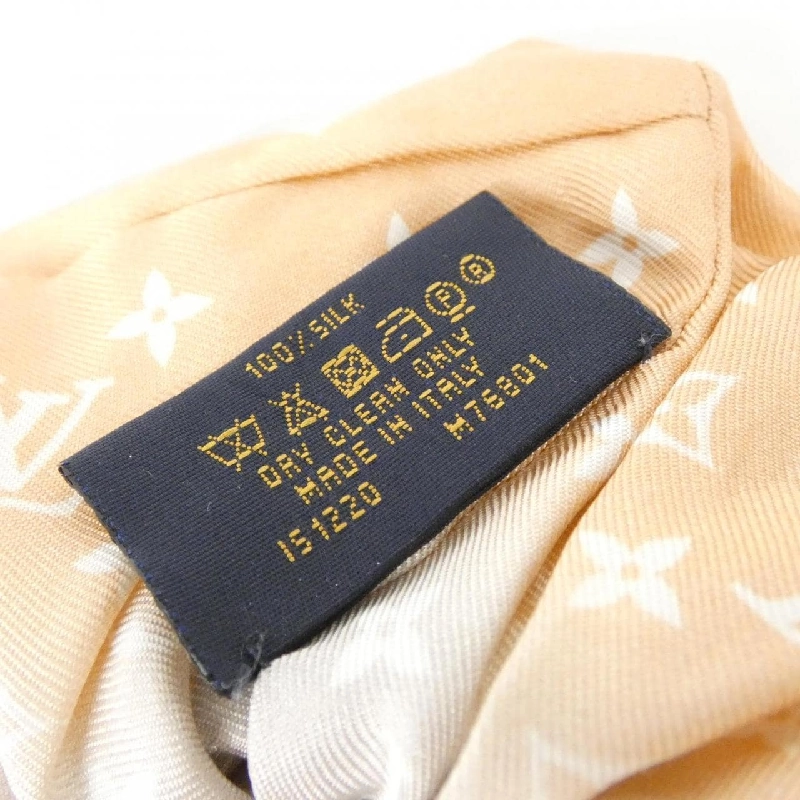 100% SILK
DRY CLEAN ONLY
MADE IN ITALY
M76801
151220